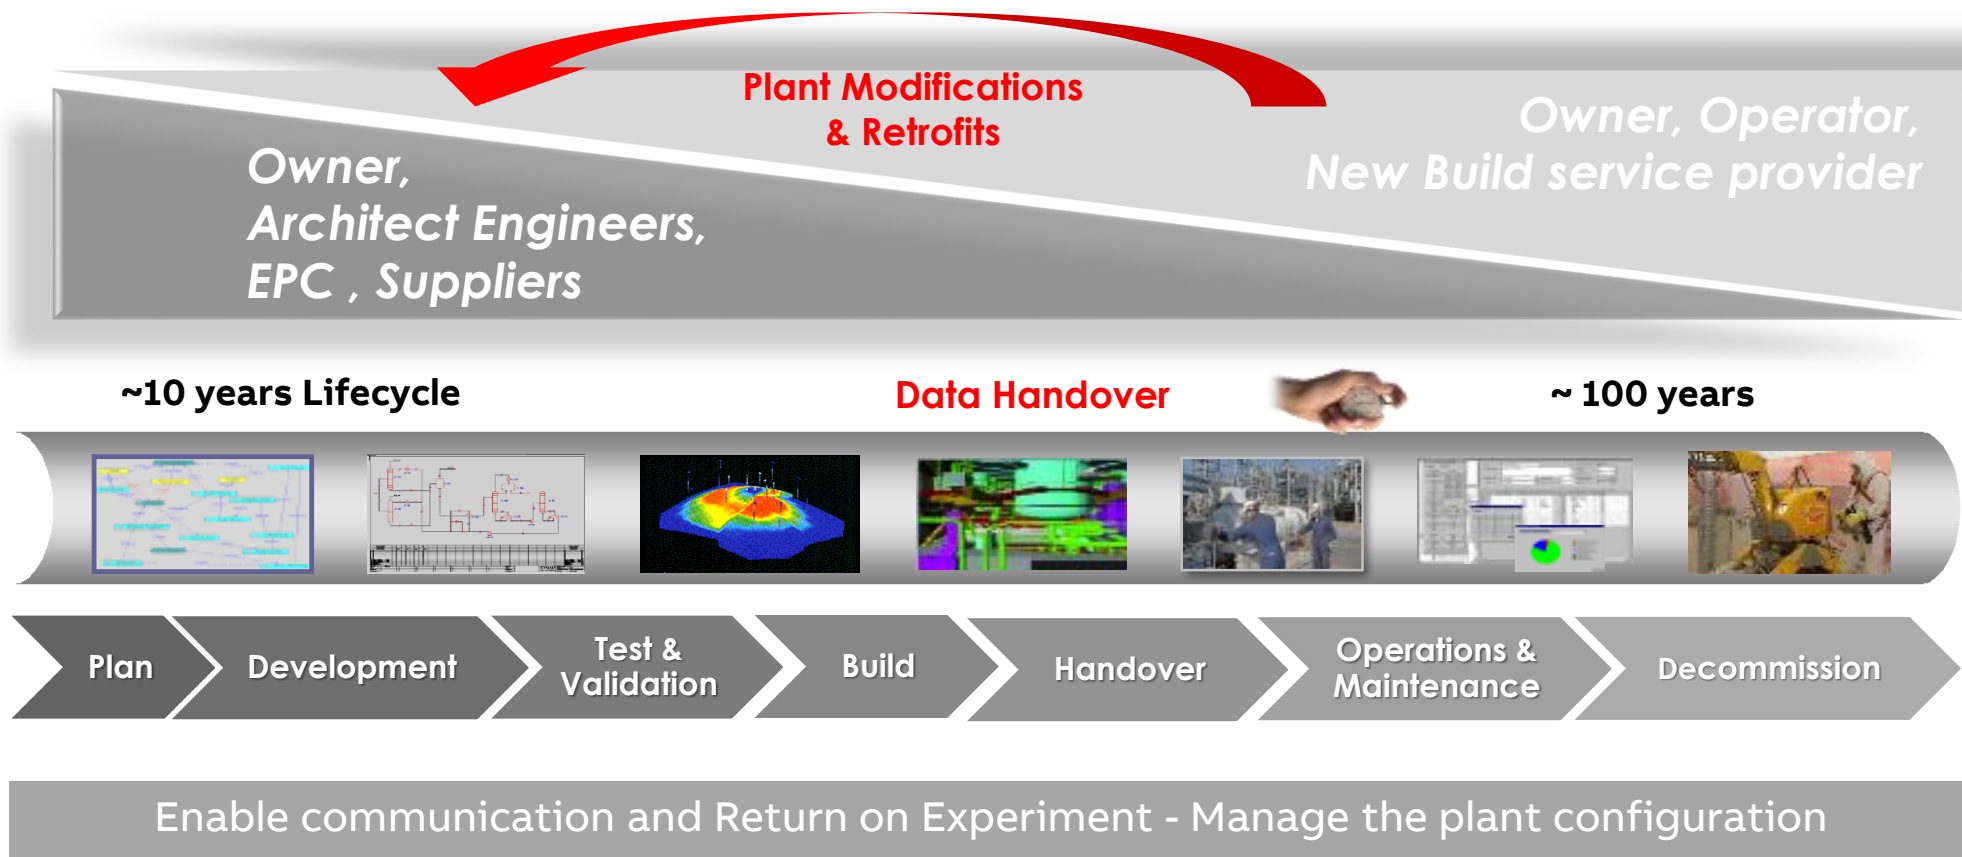 Plant Modifications
& Retrofits
Owner, Operator,
New Build service provider
Owner,
Architect Engineers,
EPC , Suppliers
~10 years Lifecycle
Data Handover
~ 100 years
Plan
Development
Test &
Validation
Build
Handover
Operations &
Maintenance
Decommission
Enable communication and Return on Experiment - Manage the plant configuration